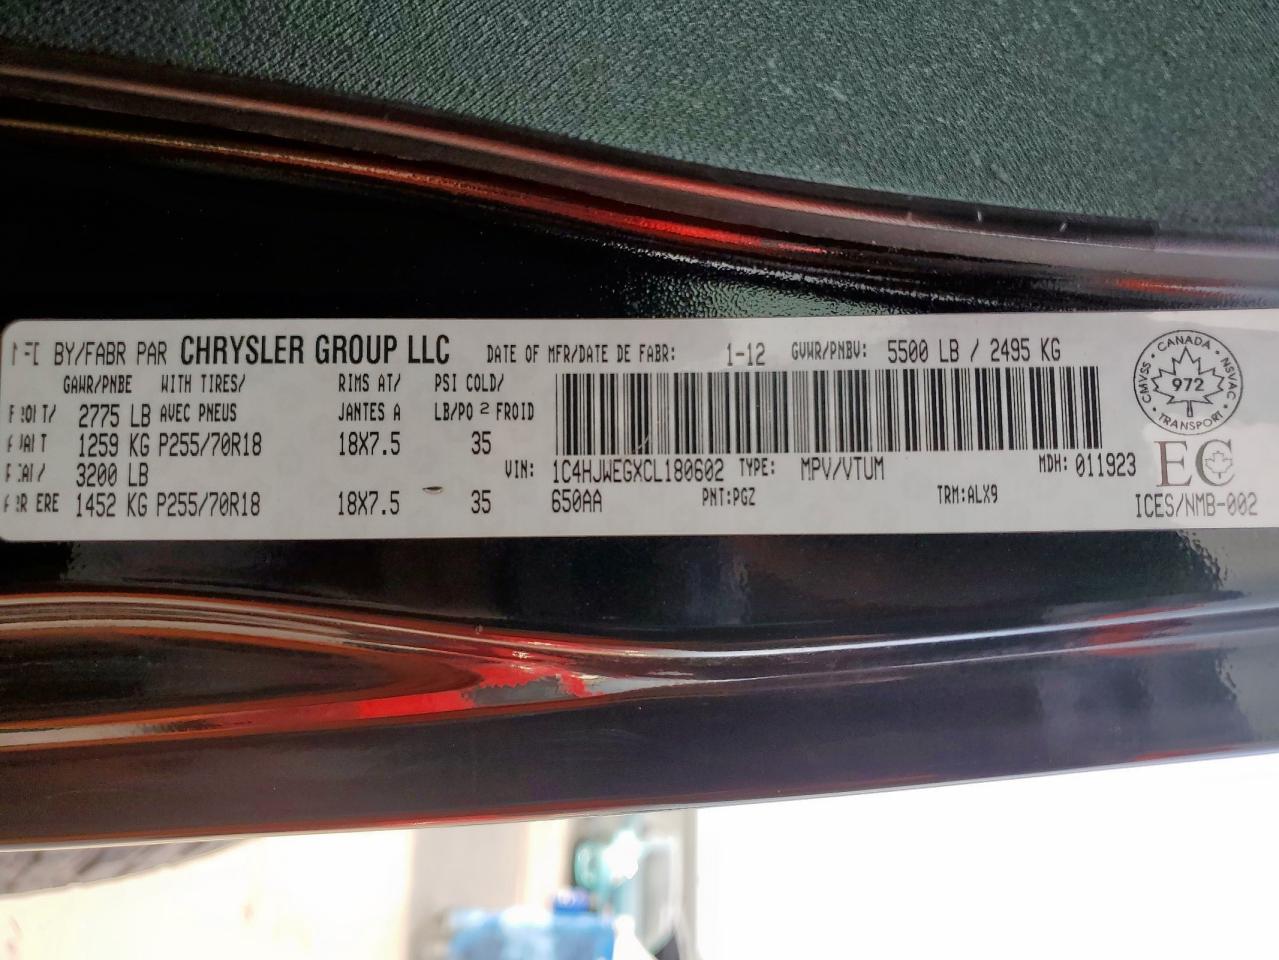 BY/FABR PAR CHRYSLER GROUP LLC DATE OF MFR/DATE DE FABR: 1-12 GVWR/PNBV: 5500 LB / 2495 KG
GAWR/PNBE WITH TIRES/ RIMS AT/ PSI COLD/
2775 LB AVEC PNEUS JANTES A LB/PO 2 FROID
1259 KG P255/70R18 18X7.5 35
3200 LB VIN: 1C4HJWEGXCL180602 TYPE: MPV/VTUM MDH: 011923
1452 KG P255/70R18 18X7.5 35 650AA PNT:PGZ TRM:ALX9
CMVSS · CANADA · NSVAC · TRANSPORT ·
972
EC
ICES/NMB-002